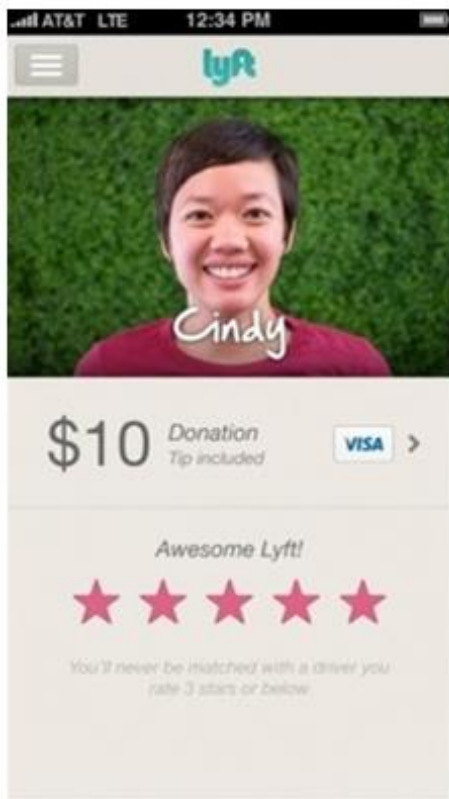 AT&T LTE 12:34 PM
lyft
Cindy
$10 Donation
Tip included
VISA
Awesome Lyft!
You'll never be matched with a driver you
rate 3 stars or below